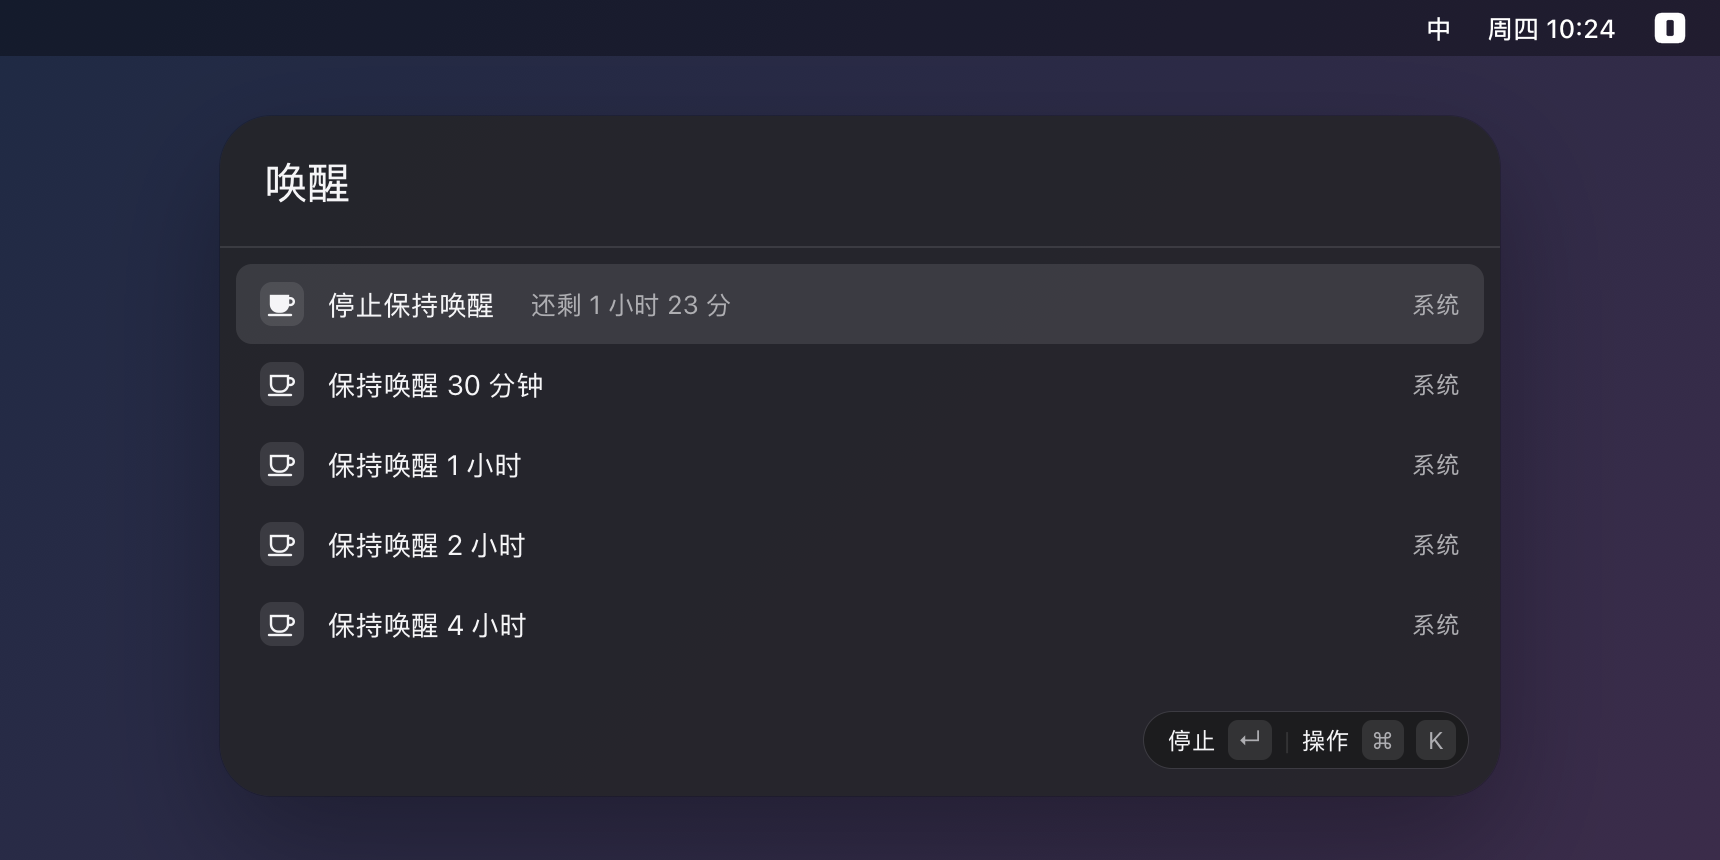 中 周四 10:24
唤醒
停止保持唤醒 还剩 1 小时 23 分 系统
保持唤醒 30 分钟 系统
保持唤醒 1 小时 系统
保持唤醒 2 小时 系统
保持唤醒 4 小时 系统
停止 ↵ 操作 ⌘ K